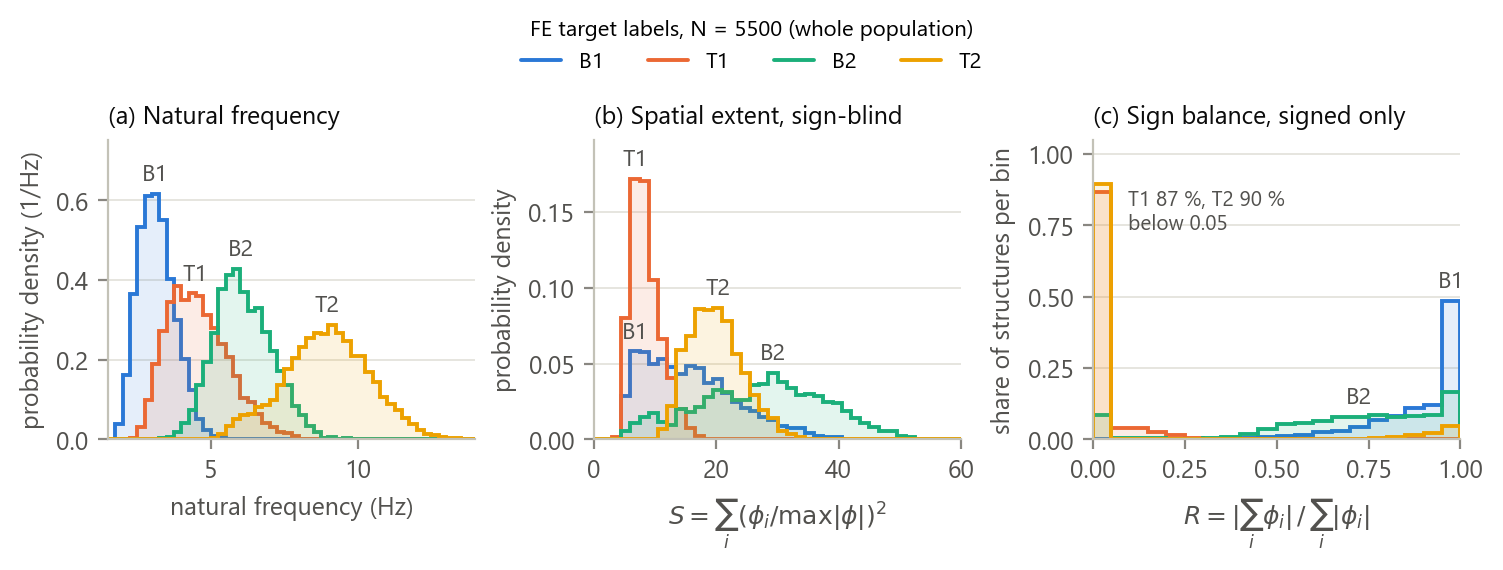 FE target labels, N = 5500 (whole population)
B1 T1 B2 T2
(a) Natural frequency
probability density (1/Hz)
0.6
0.4
0.2
0.0
B1
T1
B2
T2
5 10
natural frequency (Hz)
(b) Spatial extent, sign-blind
probability density
0.15
0.10
0.05
0.00
T1
B1
T2
B2
0 20 40 60
S = ∑i(ϕi/max|ϕ|)²
(c) Sign balance, signed only
share of structures per bin
1.00
0.75
0.50
0.25
0.00
T1 87 %, T2 90 %
below 0.05
B1
B2
0.00 0.25 0.50 0.75 1.00
R = |∑iϕi| / ∑i|ϕi|